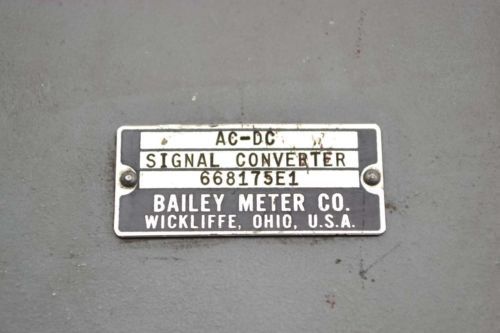 AC-DC
SIGNAL CONVERTER
668175E1
BAILEY METER CO.
WICKLIFFE, OHIO, U.S.A.